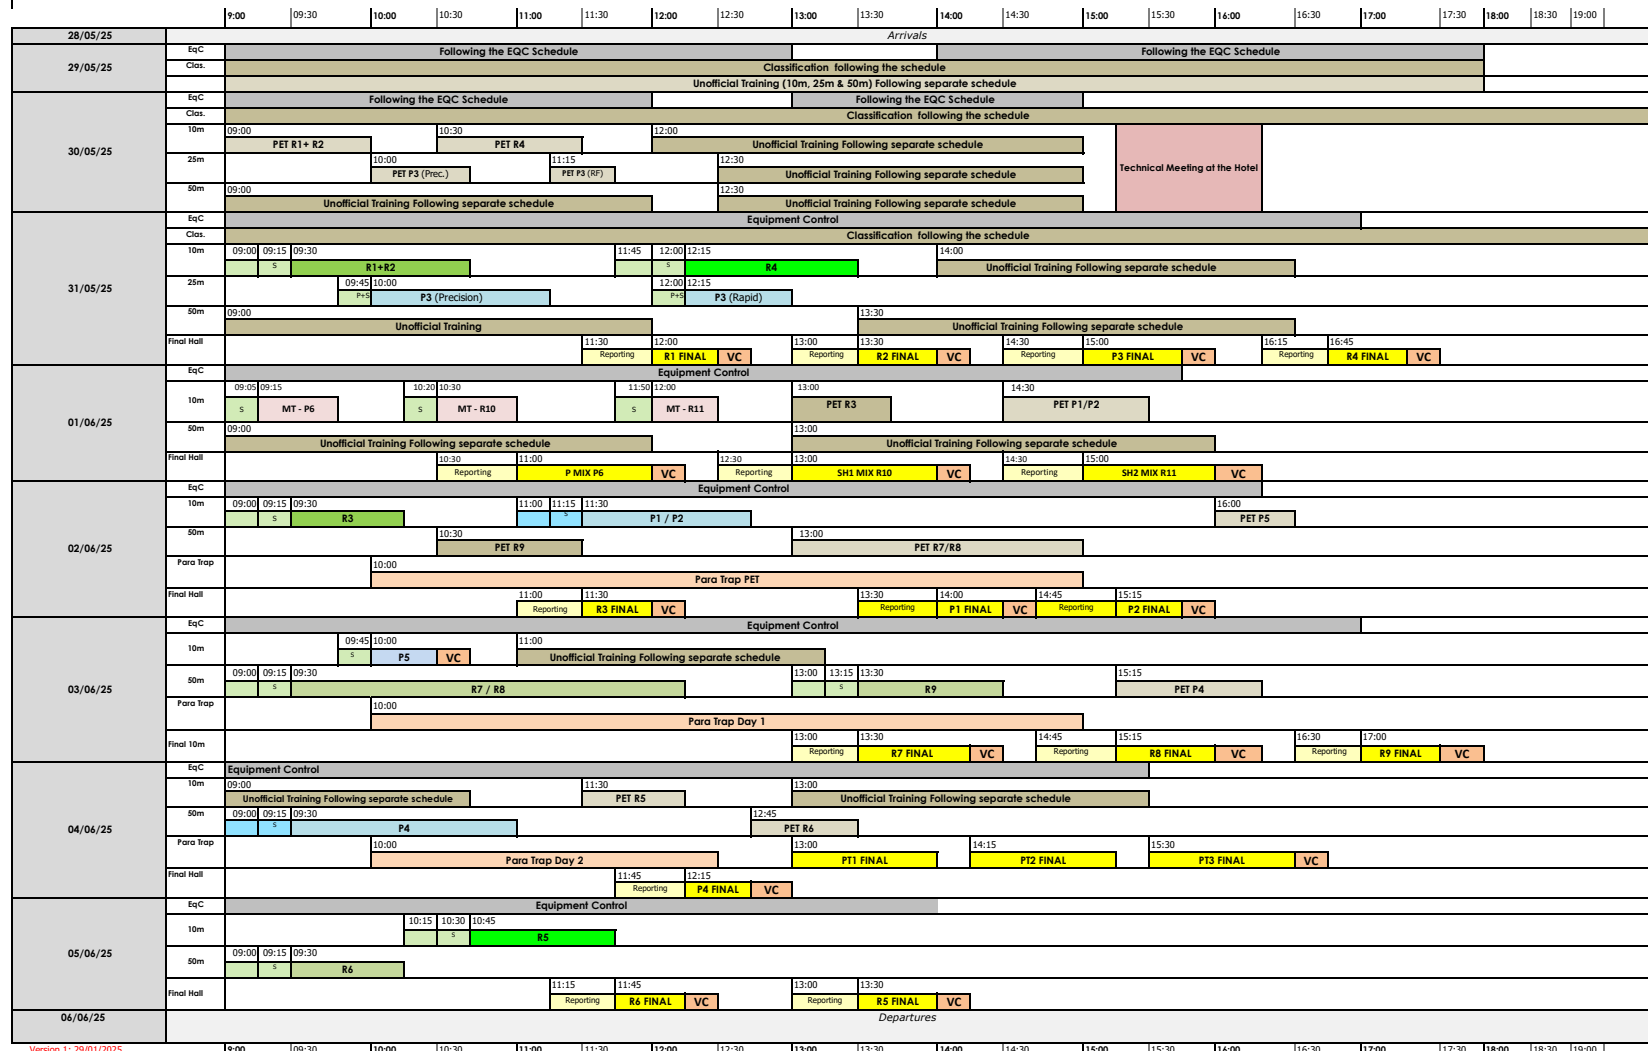 9:00 09:30 10:00 10:30 11:00 11:30 12:00 12:30 13:00 13:30 14:00 14:30 15:00 15:30 16:00 16:30 17:00 17:30 18:00 18:30 19:00
28/05/25 Arrivals
29/05/25
EqC Following the EQC Schedule Following the EQC Schedule
Clas. Classification following the schedule
Unofficial Training (10m, 25m & 50m) Following separate schedule
30/05/25
EqC Following the EQC Schedule Following the EQC Schedule
Clas. Classification following the schedule
10m 09:00 10:30 12:00
PET R1+ R2 PET R4 Unofficial Training Following separate schedule
Technical Meeting at the Hotel
25m 10:00 11:15 12:30
PET P3 (Prec.) PET P3 (RF) Unofficial Training Following separate schedule
50m 09:00 12:30
Unofficial Training Following separate schedule Unofficial Training Following separate schedule
31/05/25
EqC Equipment Control
Clas. Classification following the schedule
10m 09:00 09:15 09:30 11:45 12:00 12:15 14:00
S R1+R2 S R4 Unofficial Training Following separate schedule
25m 09:45 10:00 12:00 12:15
P+S P3 (Precision) P+S P3 (Rapid)
50m 09:00 13:30
Unofficial Training Unofficial Training Following separate schedule
Final Hall 11:30 12:00 13:00 13:30 14:30 15:00 16:15 16:45
Reporting R1 FINAL VC Reporting R2 FINAL VC Reporting P3 FINAL VC Reporting R4 FINAL VC
01/06/25
EqC Equipment Control
10m 09:05 09:15 10:20 10:30 11:50 12:00 13:00 14:30
S MT - P6 S MT - R10 S MT - R11 PET R3 PET P1/P2
50m 09:00 13:00
Unofficial Training Following separate schedule Unofficial Training Following separate schedule
Final Hall 10:30 11:00 12:30 13:00 14:30 15:00
Reporting P MIX P6 VC Reporting SH1 MIX R10 VC Reporting SH2 MIX R11 VC
02/06/25
EqC Equipment Control
10m 09:00 09:15 09:30 11:00 11:15 11:30 16:00
S R3 S P1 / P2 PET P5
50m 10:30 13:00
PET R9 PET R7/R8
Para Trap 10:00
Para Trap PET
Final Hall 11:00 11:30 13:30 14:00 14:45 15:15
Reporting R3 FINAL VC Reporting P1 FINAL VC Reporting P2 FINAL VC
03/06/25
EqC Equipment Control
10m 09:45 10:00 11:00
S P5 VC Unofficial Training Following separate schedule
50m 09:00 09:15 09:30 13:00 13:15 13:30 15:15
S R7 / R8 S R9 PET P4
Para Trap 10:00
Para Trap Day 1
Final 10m 13:00 13:30 14:45 15:15 16:30 17:00
Reporting R7 FINAL VC Reporting R8 FINAL VC Reporting R9 FINAL VC
04/06/25
EqC Equipment Control
10m 09:00 11:30 13:00
Unofficial Training Following separate schedule PET R5 Unofficial Training Following separate schedule
50m 09:00 09:15 09:30 12:45
S P4 PET R6
Para Trap 10:00 13:00 14:15 15:30
Para Trap Day 2 PT1 FINAL PT2 FINAL PT3 FINAL VC
Final Hall 11:45 12:15
Reporting P4 FINAL VC
05/06/25
EqC Equipment Control
10m 10:15 10:30 10:45
S R5
50m 09:00 09:15 09:30
S R6
Final Hall 11:15 11:45 13:00 13:30
Reporting R6 FINAL VC Reporting R5 FINAL VC
06/06/25 Departures
Version 1: 29/01/2025 9:00 09:30 10:00 10:30 11:00 11:30 12:00 12:30 13:00 13:30 14:00 14:30 15:00 15:30 16:00 16:30 17:00 17:30 18:00 18:30 19:00